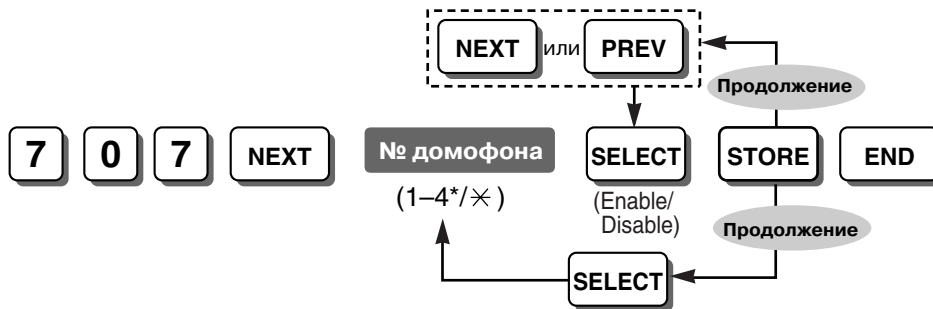 NEXT или PREV
Продолжение
7 0 7 NEXT № домофона SELECT STORE END
(1–4*/✳)
(Enable/
Disable)
Продолжение
SELECT